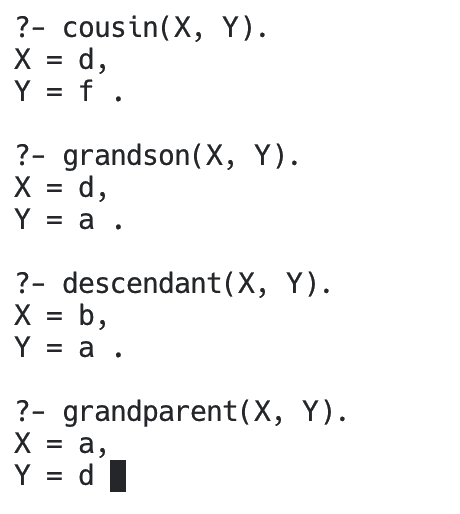 ?- cousin(X, Y).
X = d,
Y = f .
?- grandson(X, Y).
X = d,
Y = a .
?- descendant(X, Y).
X = b,
Y = a .
?- grandparent(X, Y).
X = a,
Y = d